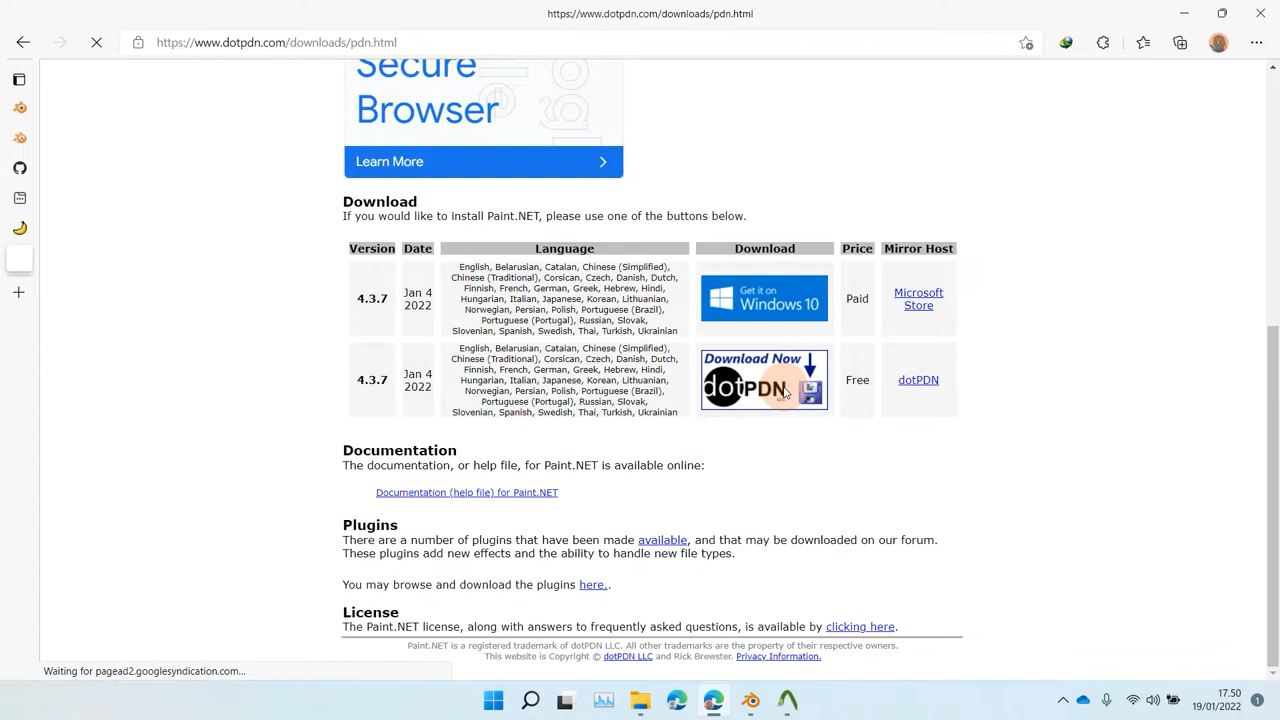 https://www.dotpdn.com/downloads/pdn.html
https://www.dotpdn.com/downloads/pdn.html
Secure
Browser
Learn More
Download
If you would like to install Paint.NET, please use one of the buttons below.
Version Date Language Download Price Mirror Host
4.3.7
Jan 4
2022
English, Belarusian, Catalan, Chinese (Simplified),
Chinese (Traditional), Corsican, Czech, Danish, Dutch,
Finnish, French, German, Greek, Hebrew, Hindi,
Hungarian, Italian, Japanese, Korean, Lithuanian,
Norwegian, Persian, Polish, Portuguese (Brazil),
Portuguese (Portugal), Russian, Slovak,
Slovenian, Spanish, Swedish, Thai, Turkish, Ukrainian
Get it on
Windows 10
Paid
Microsoft
Store
4.3.7
Jan 4
2022
English, Belarusian, Catalan, Chinese (Simplified),
Chinese (Traditional), Corsican, Czech, Danish, Dutch,
Finnish, French, German, Greek, Hebrew, Hindi,
Hungarian, Italian, Japanese, Korean, Lithuanian,
Norwegian, Persian, Polish, Portuguese (Brazil),
Portuguese (Portugal), Russian, Slovak,
Slovenian, Spanish, Swedish, Thai, Turkish, Ukrainian
Download Now
dotPDN
Free
dotPDN
Documentation
The documentation, or help file, for Paint.NET is available online:
Documentation (help file) for Paint.NET
Plugins
There are a number of plugins that have been made available, and that may be downloaded on our forum.
These plugins add new effects and the ability to handle new file types.
You may browse and download the plugins here..
License
The Paint.NET license, along with answers to frequently asked questions, is available by clicking here.
Paint.NET is a registered trademark of dotPDN LLC. All other trademarks are the property of their respective owners.
This website is Copyright © dotPDN LLC and Rick Brewster. Privacy Information.
Waiting for pagead2.googlesyndication.com...
17.50
19/01/2022
1